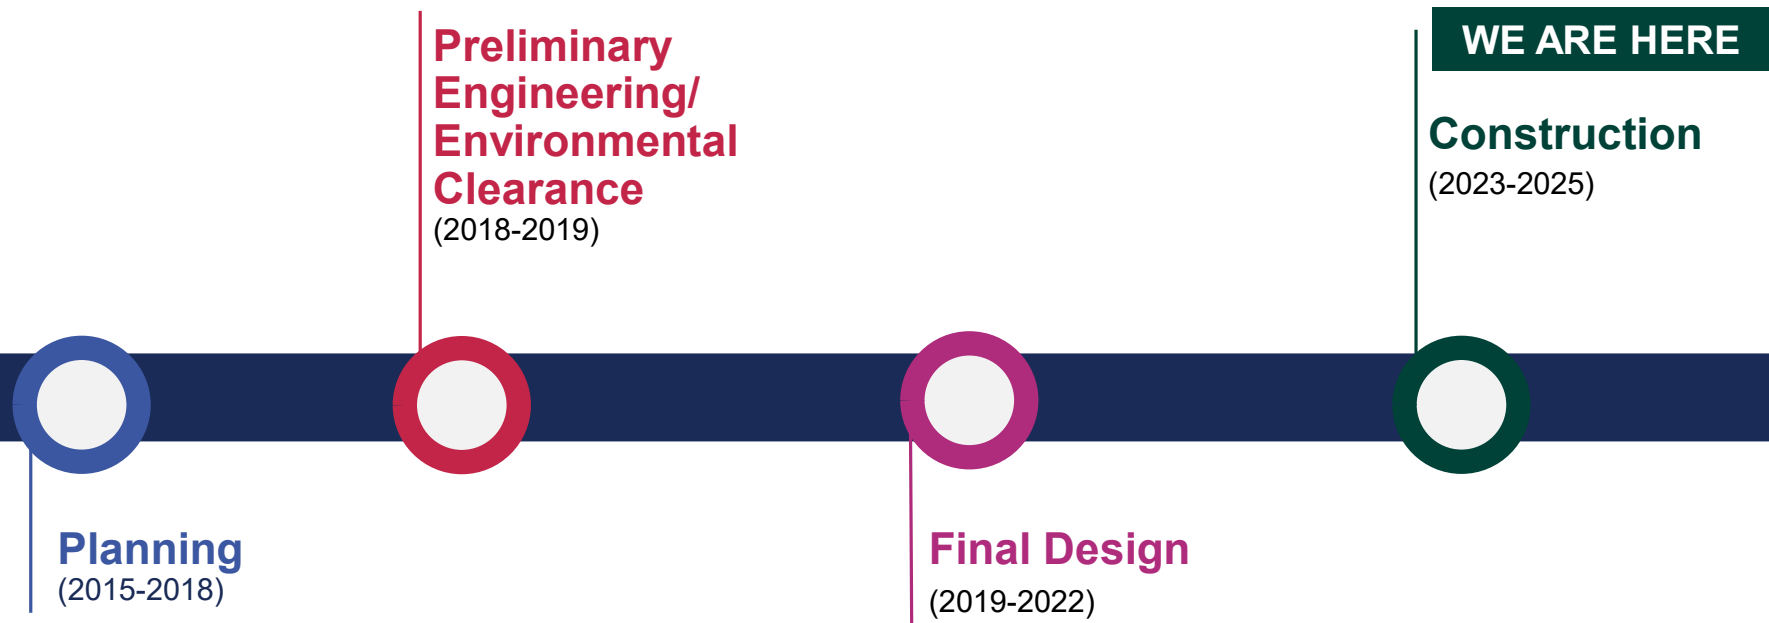 Preliminary
Engineering/
Environmental
Clearance
(2018-2019)
WE ARE HERE
Construction
(2023-2025)
Planning
(2015-2018)
Final Design
(2019-2022)